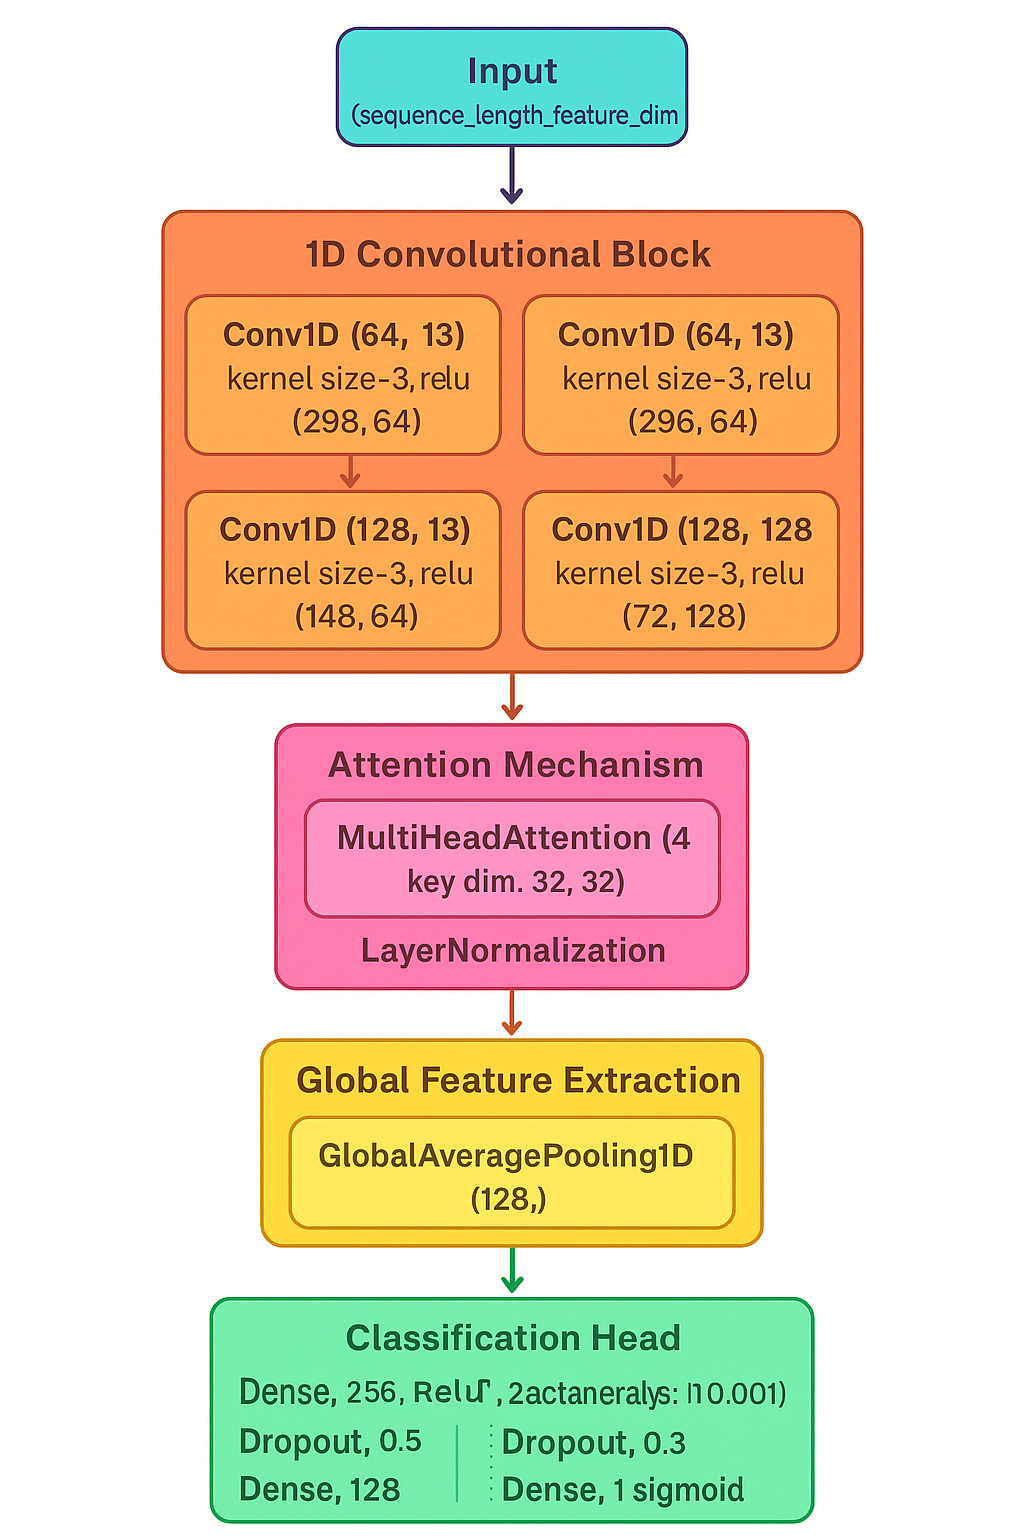 Input
(sequence_length_feature_dim
1D Convolutional Block
Conv1D (64, 13)
kernel size-3, relu
(298, 64)
Conv1D (64, 13)
kernel size-3, relu
(296, 64)
Conv1D (128, 13)
kernel size-3, relu
(148, 64)
Conv1D (128, 128
kernel size-3, relu
(72, 128)
Attention Mechanism
MultiHeadAttention (4
key dim. 32, 32)
LayerNormalization
Global Feature Extraction
GlobalAveragePooling1D
(128,)
Classification Head
Dense, 256, 2actaneralys:
Dropout, 0.5
Dropout, 0.3
Dense, 128
Dense, 1 sigmoid